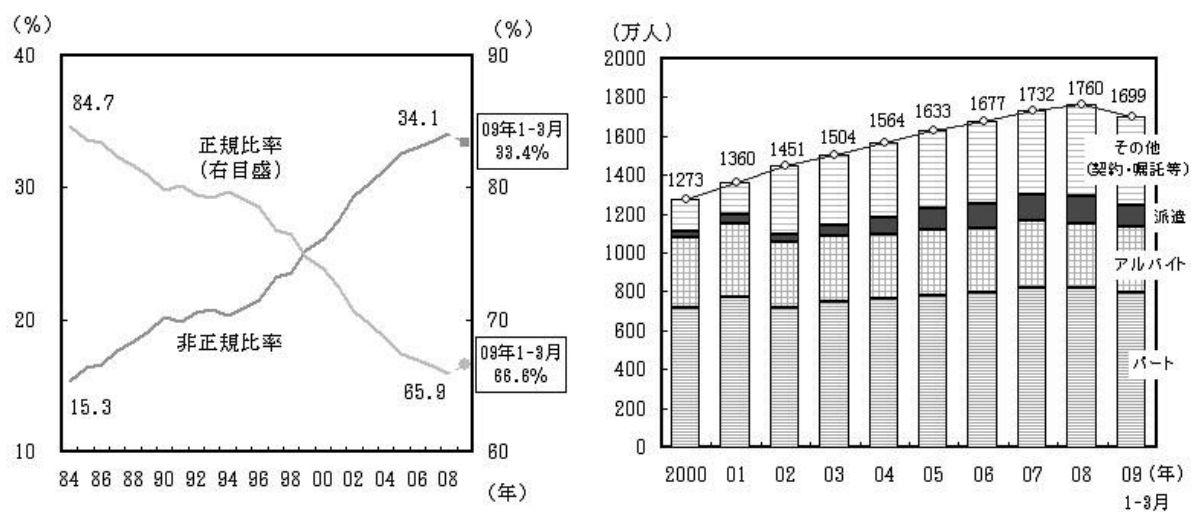 (%)
(%)
40
90
84.7
正規比率
(右目盛)
34.1
09年1-3月
33.4%
30
80
20
70
非正規比率
09年1-3月
66.6%
65.9
15.3
10
60
84 86 88 90 92 94 96 98 00 02 04 06 08
(年)
(万人)
2000
1800
1600
1400
1200
1000
800
600
400
200
0
1273
1360
1451
1504
1564
1633
1677
1732
1760
1699
その他
(契約・嘱託等)
派遣
アルバイト
パート
2000 01 02 03 04 05 06 07 08 09 (年)
1-3月